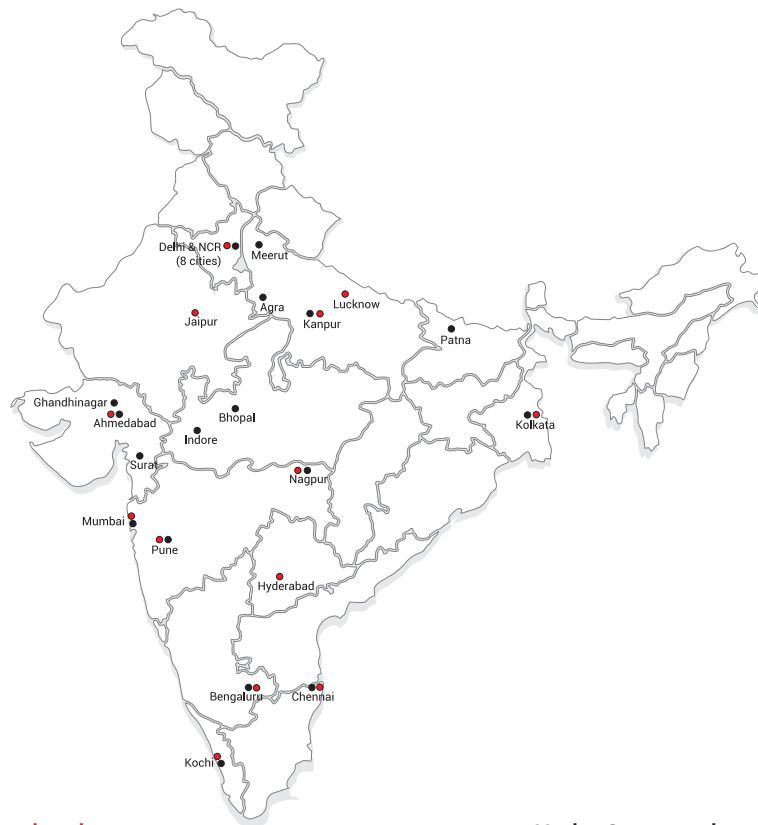 Delhi & NCR
(8 cities)
Meerut
Agra
Lucknow
Jaipur
Kanpur
Patna
Ghandhinagar
Ahmedabad
Bhopal
Indore
Kolkata
Surat
Nagpur
Mumbai
Pune
Hyderabad
Bengaluru
Chennai
Kochi